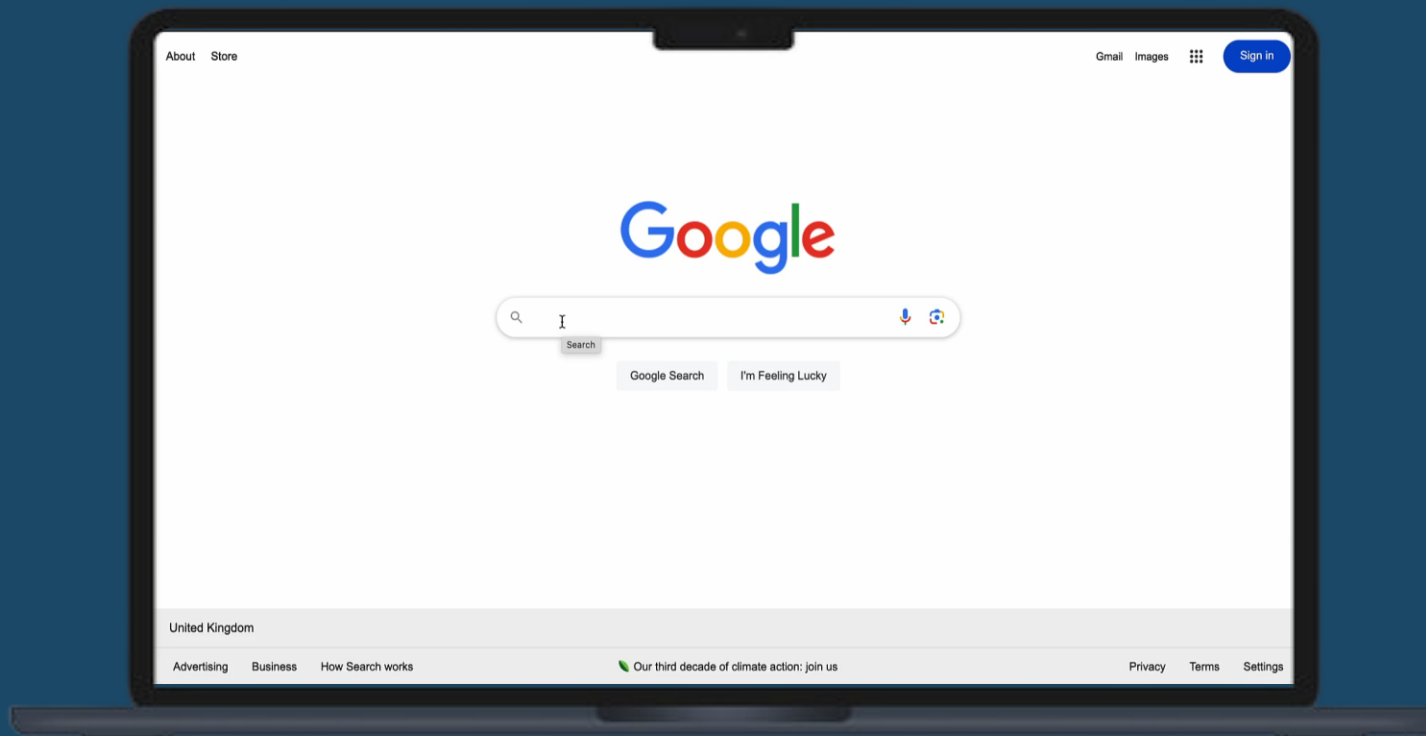 About Store Gmail Images Sign in
Google
Search
Google Search I'm Feeling Lucky
United Kingdom
Advertising Business How Search works Our third decade of climate action: join us Privacy Terms Settings